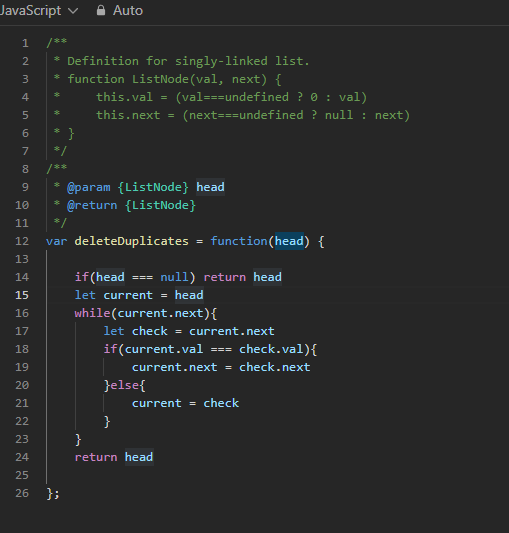 JavaScript Auto
1 /**
2  * Definition for singly-linked list.
3  * function ListNode(val, next) {
4  *     this.val = (val===undefined ? 0 : val)
5  *     this.next = (next===undefined ? null : next)
6  * }
7  */
8 /**
9  * @param {ListNode} head
10  * @return {ListNode}
11  */
12 var deleteDuplicates = function(head) {
13
14     if(head === null) return head
15     let current = head
16     while(current.next){
17         let check = current.next
18         if(current.val === check.val){
19             current.next = check.next
20         }else{
21             current = check
22         }
23     }
24     return head
25
26 };